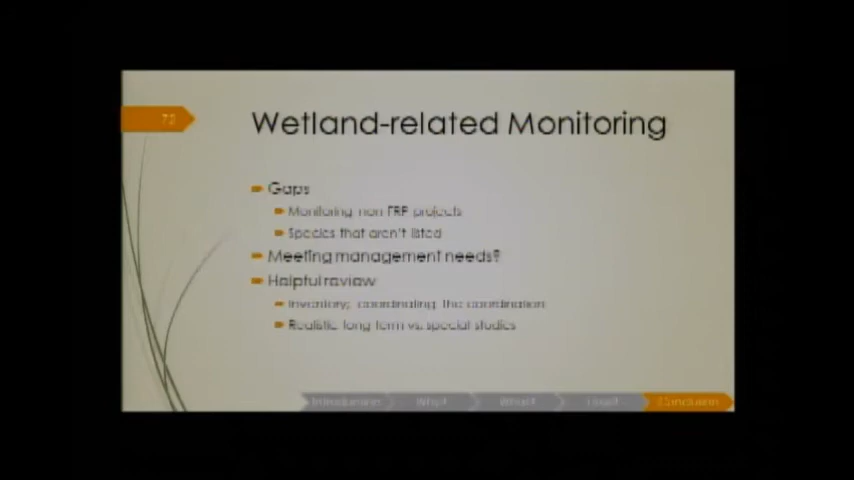 Wetland-related Monitoring
Gaps
Monitoring non FRP projects
Species that aren't listed
Meeting management needs?
Helpful review
Inventory; coordinating the coordination
Realistic long term vs. special studies
Introduction Why? What? How? Conclusion